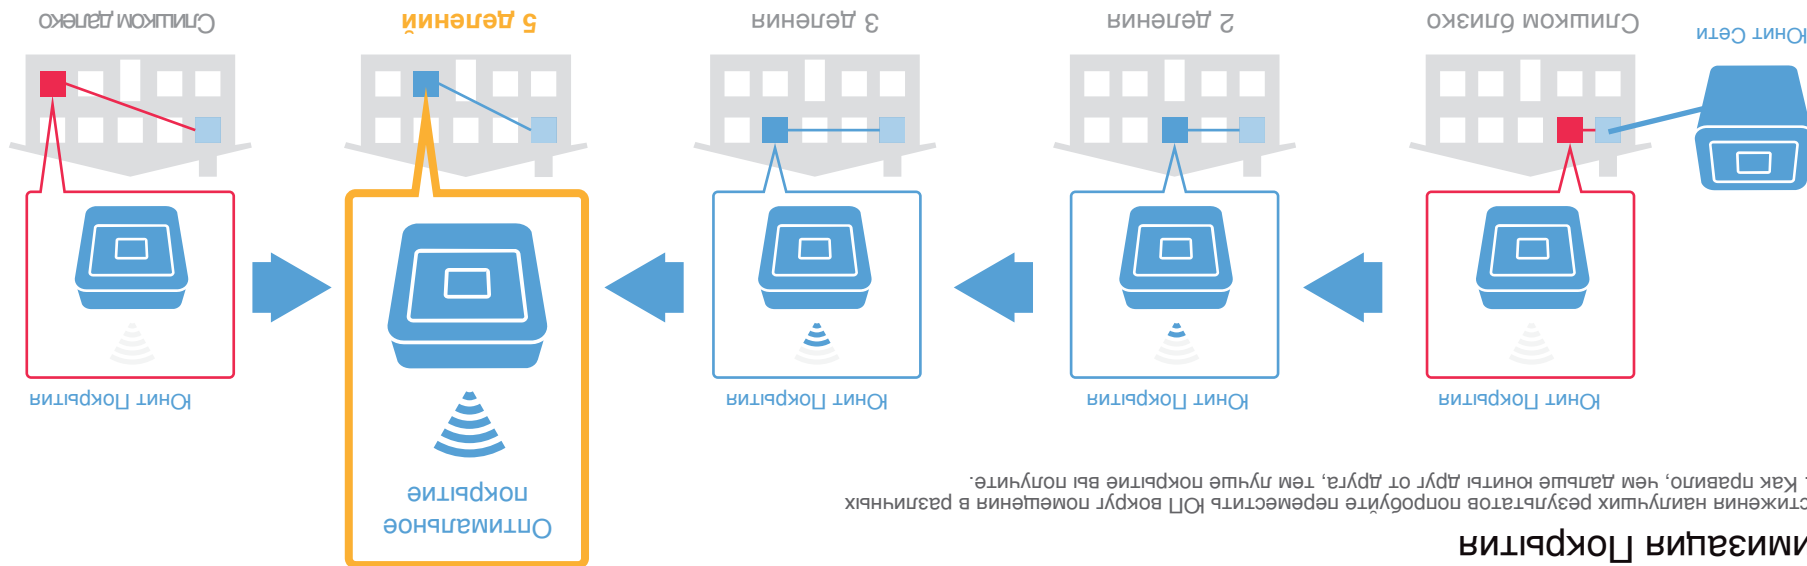 имизация Покрытия
стижения наилучших результатов попробуйте переместить ЮП вокруг помещения в различных
. Как правило, чем дальше юниты друг от друга, тем лучше покрытие вы получите.
Юнит Покрытия
Юнит Покрытия
Юнит Покрытия
Оптимальное
покрытие
Юнит Покрытия
Юнит Сети
Слишком близко
2 деления
3 деления
5 делений
Слишком далеко